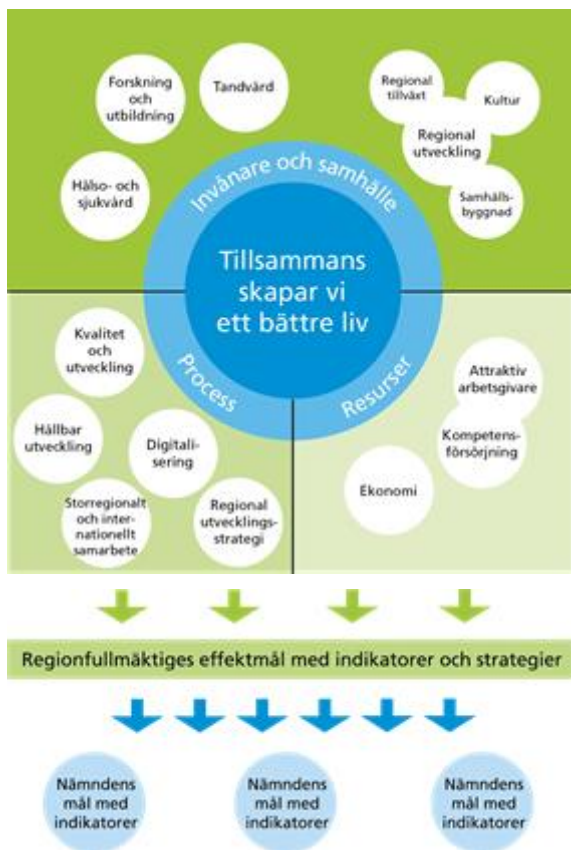 Forskning
och
utbildning
Tandvård
Hälso- och
sjukvård
Regional
tillväxt
Kultur
Regional
utveckling
Samhälls-
byggnad
Invånare och samhälle
Tillsammans
skapar vi
ett bättre liv
Process
Resurser
Kvalitet
och
utveckling
Hållbar
utveckling
Digitali-
sering
Storregionalt
och inter-
nationellt
samarbete
Regional
utvecklings-
strategi
Attraktiv
arbetsgivare
Kompetens-
försörjning
Ekonomi
Regionfullmäktiges effektmål med indikatorer och strategier
Nämndens
mål med
indikatorer
Nämndens
mål med
indikatorer
Nämndens
mål med
indikatorer